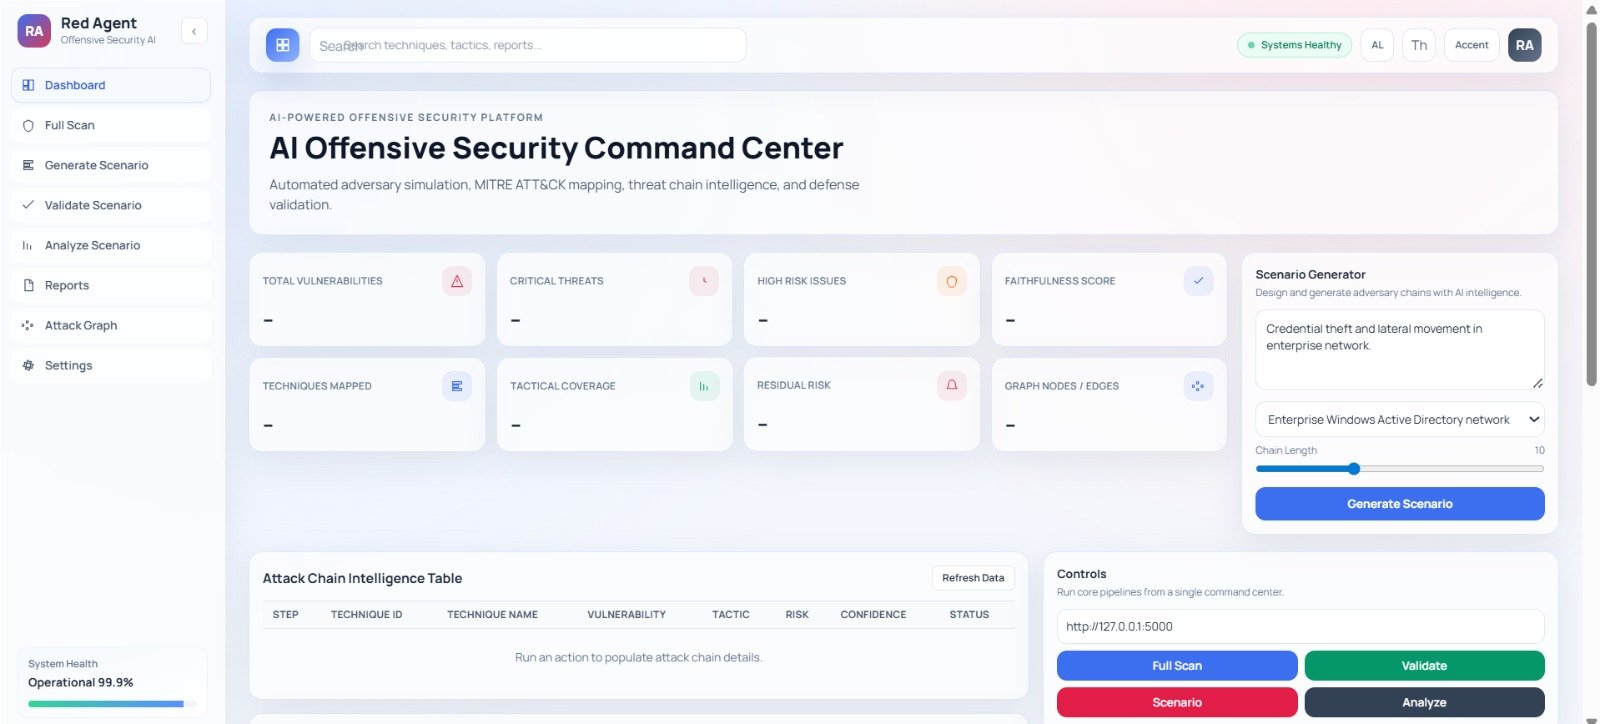 RA
Red Agent
Offensive Security AI
Dashboard
Full Scan
Generate Scenario
Validate Scenario
Analyze Scenario
Reports
Attack Graph
Settings
System Health
Operational 99.9%
Search
Search techniques, tactics, reports...
Systems Healthy
AL
Th
Accent
RA
AI-POWERED OFFENSIVE SECURITY PLATFORM
AI Offensive Security Command Center
Automated adversary simulation, MITRE ATT&CK mapping, threat chain intelligence, and defense
validation.
TOTAL VULNERABILITIES
–
CRITICAL THREATS
–
HIGH RISK ISSUES
–
FAITHFULNESS SCORE
–
TECHNIQUES MAPPED
–
TACTICAL COVERAGE
–
RESIDUAL RISK
–
GRAPH NODES / EDGES
–
Scenario Generator
Design and generate adversary chains with AI intelligence.
Credential theft and lateral movement in
enterprise network.
Enterprise Windows Active Directory network
Chain Length 10
Generate Scenario
Attack Chain Intelligence Table
Refresh Data
STEP TECHNIQUE ID TECHNIQUE NAME VULNERABILITY TACTIC RISK CONFIDENCE STATUS
Run an action to populate attack chain details.
Controls
Run core pipelines from a single command center.
http://127.0.0.1:5000
Full Scan Validate
Scenario Analyze